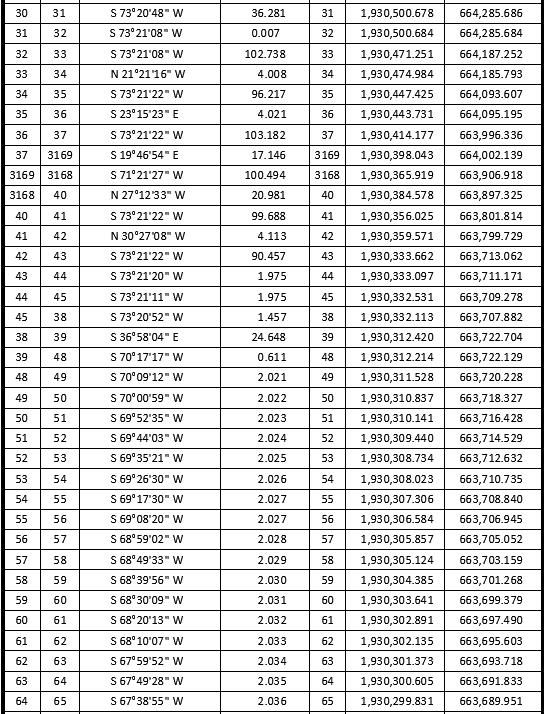 30 31 S 73°20'48" W 36.281 31 1,930,500.678 664,285.686
31 32 S 73°21'08" W 0.007 32 1,930,500.684 664,285.684
32 33 S 73°21'08" W 102.738 33 1,930,471.251 664,187.252
33 34 N 21°21'16" W 4.008 34 1,930,474.984 664,185.793
34 35 S 73°21'22" W 96.217 35 1,930,447.425 664,093.607
35 36 S 23°15'23" E 4.021 36 1,930,443.731 664,095.195
36 37 S 73°21'22" W 103.182 37 1,930,414.177 663,996.336
37 3169 S 19°46'54" E 17.146 3169 1,930,398.043 664,002.139
3169 3168 S 71°21'27" W 100.494 3168 1,930,365.919 663,906.918
3168 40 N 27°12'33" W 20.981 40 1,930,384.578 663,897.325
40 41 S 73°21'22" W 99.688 41 1,930,356.025 663,801.814
41 42 N 30°27'08" W 4.113 42 1,930,359.571 663,799.729
42 43 S 73°21'22" W 90.457 43 1,930,333.662 663,713.062
43 44 S 73°21'20" W 1.975 44 1,930,333.097 663,711.171
44 45 S 73°21'11" W 1.975 45 1,930,332.531 663,709.278
45 38 S 73°20'52" W 1.457 38 1,930,332.113 663,707.882
38 39 S 36°58'04" E 24.648 39 1,930,312.420 663,722.704
39 48 S 70°17'17" W 0.611 48 1,930,312.214 663,722.129
48 49 S 70°09'12" W 2.021 49 1,930,311.528 663,720.228
49 50 S 70°00'59" W 2.022 50 1,930,310.837 663,718.327
50 51 S 69°52'35" W 2.023 51 1,930,310.141 663,716.428
51 52 S 69°44'03" W 2.024 52 1,930,309.440 663,714.529
52 53 S 69°35'21" W 2.025 53 1,930,308.734 663,712.632
53 54 S 69°26'30" W 2.026 54 1,930,308.023 663,710.735
54 55 S 69°17'30" W 2.027 55 1,930,307.306 663,708.840
55 56 S 69°08'20" W 2.027 56 1,930,306.584 663,706.945
56 57 S 68°59'02" W 2.028 57 1,930,305.857 663,705.052
57 58 S 68°49'33" W 2.029 58 1,930,305.124 663,703.159
58 59 S 68°39'56" W 2.030 59 1,930,304.385 663,701.268
59 60 S 68°30'09" W 2.031 60 1,930,303.641 663,699.379
60 61 S 68°20'13" W 2.032 61 1,930,302.891 663,697.490
61 62 S 68°10'07" W 2.033 62 1,930,302.135 663,695.603
62 63 S 67°59'52" W 2.034 63 1,930,301.373 663,693.718
63 64 S 67°49'28" W 2.035 64 1,930,300.605 663,691.833
64 65 S 67°38'55" W 2.036 65 1,930,299.831 663,689.951